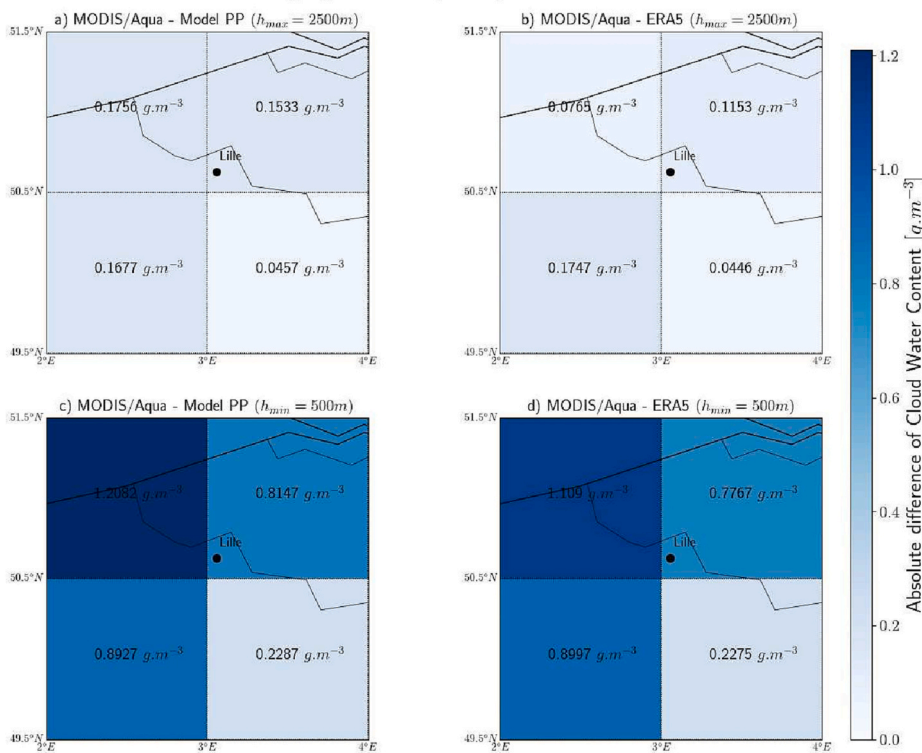 a) MODIS/Aqua - Model PP (h_max = 2500m)
b) MODIS/Aqua - ERA5 (h_max = 2500m)
51.5°N
0.1756 g.m⁻³
0.1533 g.m⁻³
Lille
50.5°N
0.1677 g.m⁻³
0.0457 g.m⁻³
49.5°N
2°E
3°E
4°E
51.5°N
0.0765 g.m⁻³
0.1153 g.m⁻³
Lille
50.5°N
0.1747 g.m⁻³
0.0446 g.m⁻³
49.5°N
2°E
3°E
4°E
c) MODIS/Aqua - Model PP (h_min = 500m)
d) MODIS/Aqua - ERA5 (h_min = 500m)
51.5°N
1.2082 g.m⁻³
0.8147 g.m⁻³
Lille
50.5°N
0.8927 g.m⁻³
0.2287 g.m⁻³
49.5°N
2°E
3°E
4°E
51.5°N
1.109 g.m⁻³
0.7767 g.m⁻³
Lille
50.5°N
0.8997 g.m⁻³
0.2275 g.m⁻³
49.5°N
2°E
3°E
4°E
1.2
1.0
0.8
0.6
0.4
0.2
0.0
Absolute difference of Cloud Water Content [g.m⁻³]